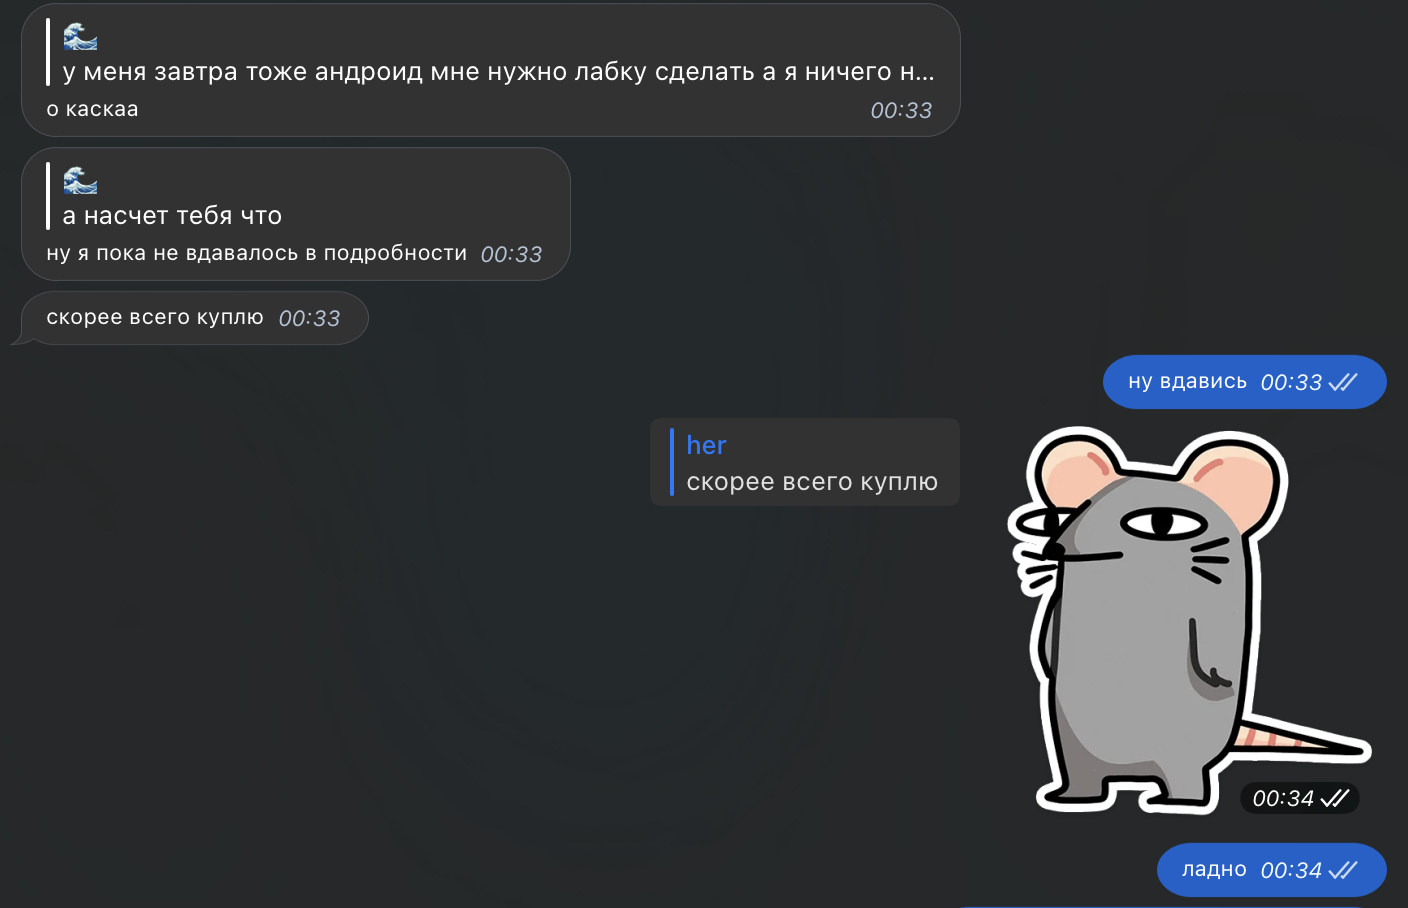 🌊
у меня завтра тоже андроид мне нужно лабку сделать а я ничего н...
о каскаа 00:33
🌊
а насчет тебя что
ну я пока не вдавалось в подробности 00:33
скорее всего куплю 00:33
ну вдавись 00:33
her
скорее всего куплю
00:34
ладно 00:34